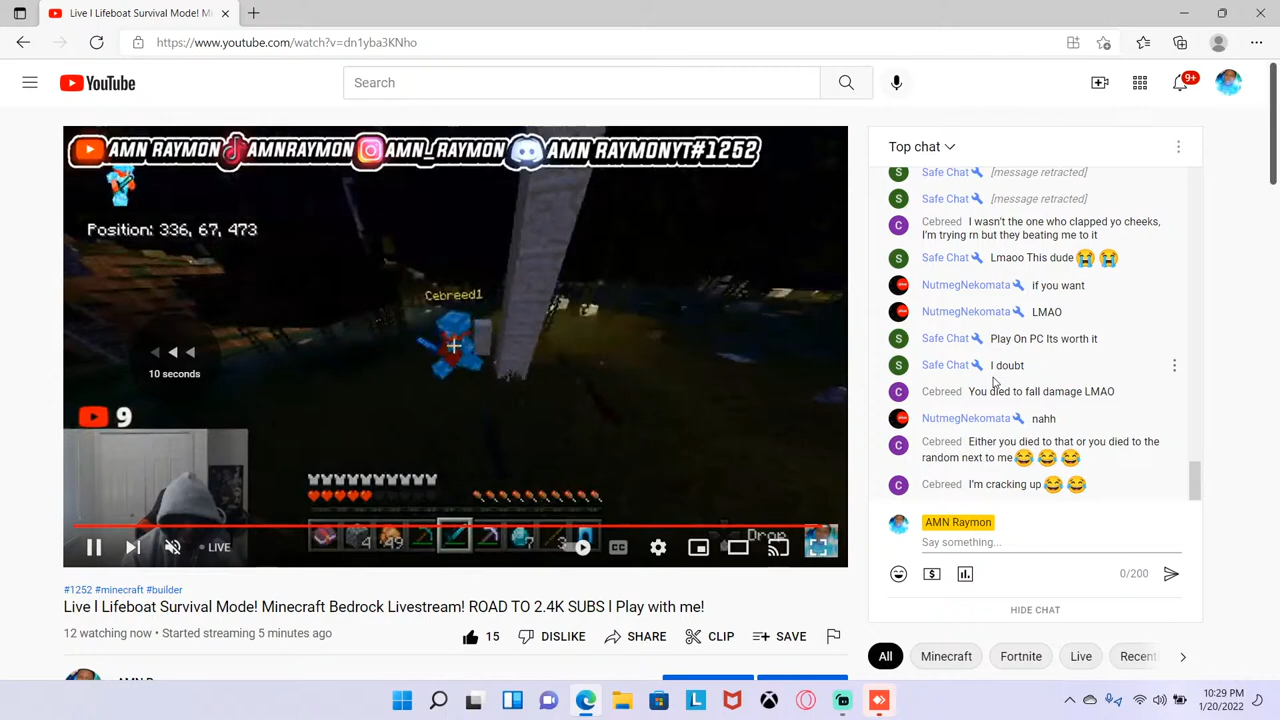 Live I Lifeboat Survival Mode! Mi
https://www.youtube.com/watch?v=dn1yba3KNho
YouTube
Search
9+
AMN RAYMON AMNRAYMON AMN_RAYMON AMN RAYMONYT#1252
Position: 336, 67, 473
Cebreed1
10 seconds
9
4 49 7 3
Drop
LIVE
CC
Top chat
S Safe Chat [message retracted]
S Safe Chat [message retracted]
C Cebreed I wasn't the one who clapped yo cheeks,
I'm trying rn but they beating me to it
S Safe Chat Lmaoo This dude 😭 😭
NutmegNekomata if you want
NutmegNekomata LMAO
S Safe Chat Play On PC Its worth it
S Safe Chat I doubt
C Cebreed You died to fall damage LMAO
NutmegNekomata nahh
C Cebreed Either you died to that or you died to the
random next to me 😂 😂 😂
C Cebreed I'm cracking up 😂 😂
AMN Raymon
Say something...
0/200
HIDE CHAT
#1252 #minecraft #builder
Live I Lifeboat Survival Mode! Minecraft Bedrock Livestream! ROAD TO 2.4K SUBS I Play with me!
12 watching now • Started streaming 5 minutes ago
15 DISLIKE SHARE CLIP SAVE
All Minecraft Fortnite Live Recent
10:29 PM
1/20/2022